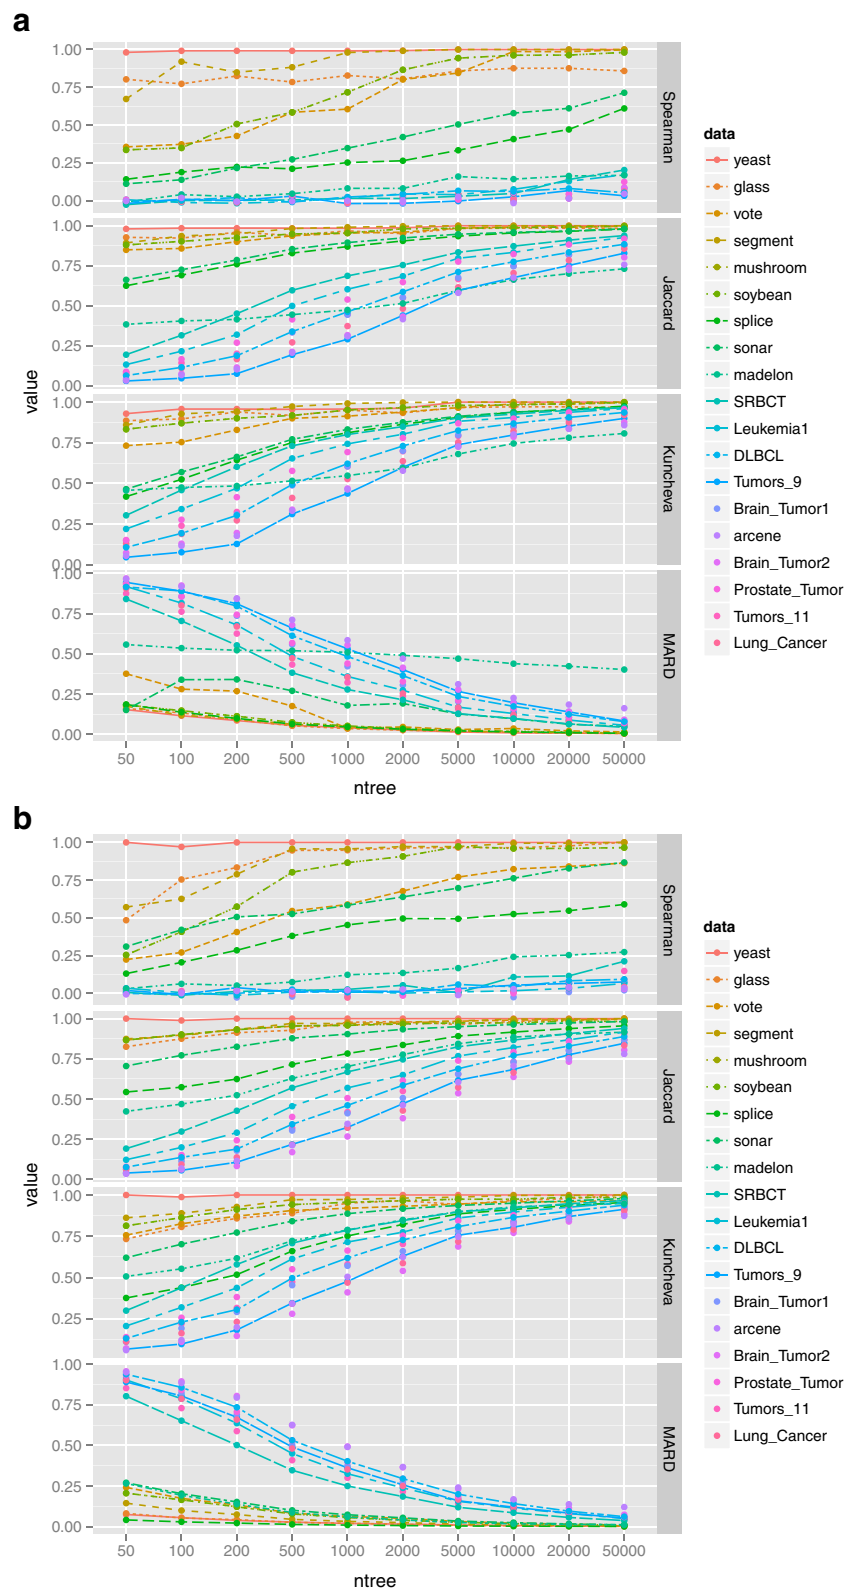 a
1.00
0.75
0.50
0.25
0.00
Spearman
1.00
0.75
0.50
0.25
0.00
Jaccard
1.00
0.75
0.50
0.25
0.00
Kuncheva
1.00
0.75
0.50
0.25
0.00
MARD
value
50 100 200 500 1000 2000 5000 10000 20000 50000
ntree
data
yeast
glass
vote
segment
mushroom
soybean
splice
sonar
madelon
SRBCT
Leukemia1
DLBCL
Tumors_9
Brain_Tumor1
arcene
Brain_Tumor2
Prostate_Tumor
Tumors_11
Lung_Cancer
b
1.00
0.75
0.50
0.25
0.00
Spearman
1.00
0.75
0.50
0.25
0.00
Jaccard
1.00
0.75
0.50
0.25
Kuncheva
1.00
0.75
0.50
0.25
0.00
MARD
value
50 100 200 500 1000 2000 5000 10000 20000 50000
ntree
data
yeast
glass
vote
segment
mushroom
soybean
splice
sonar
madelon
SRBCT
Leukemia1
DLBCL
Tumors_9
Brain_Tumor1
arcene
Brain_Tumor2
Prostate_Tumor
Tumors_11
Lung_Cancer